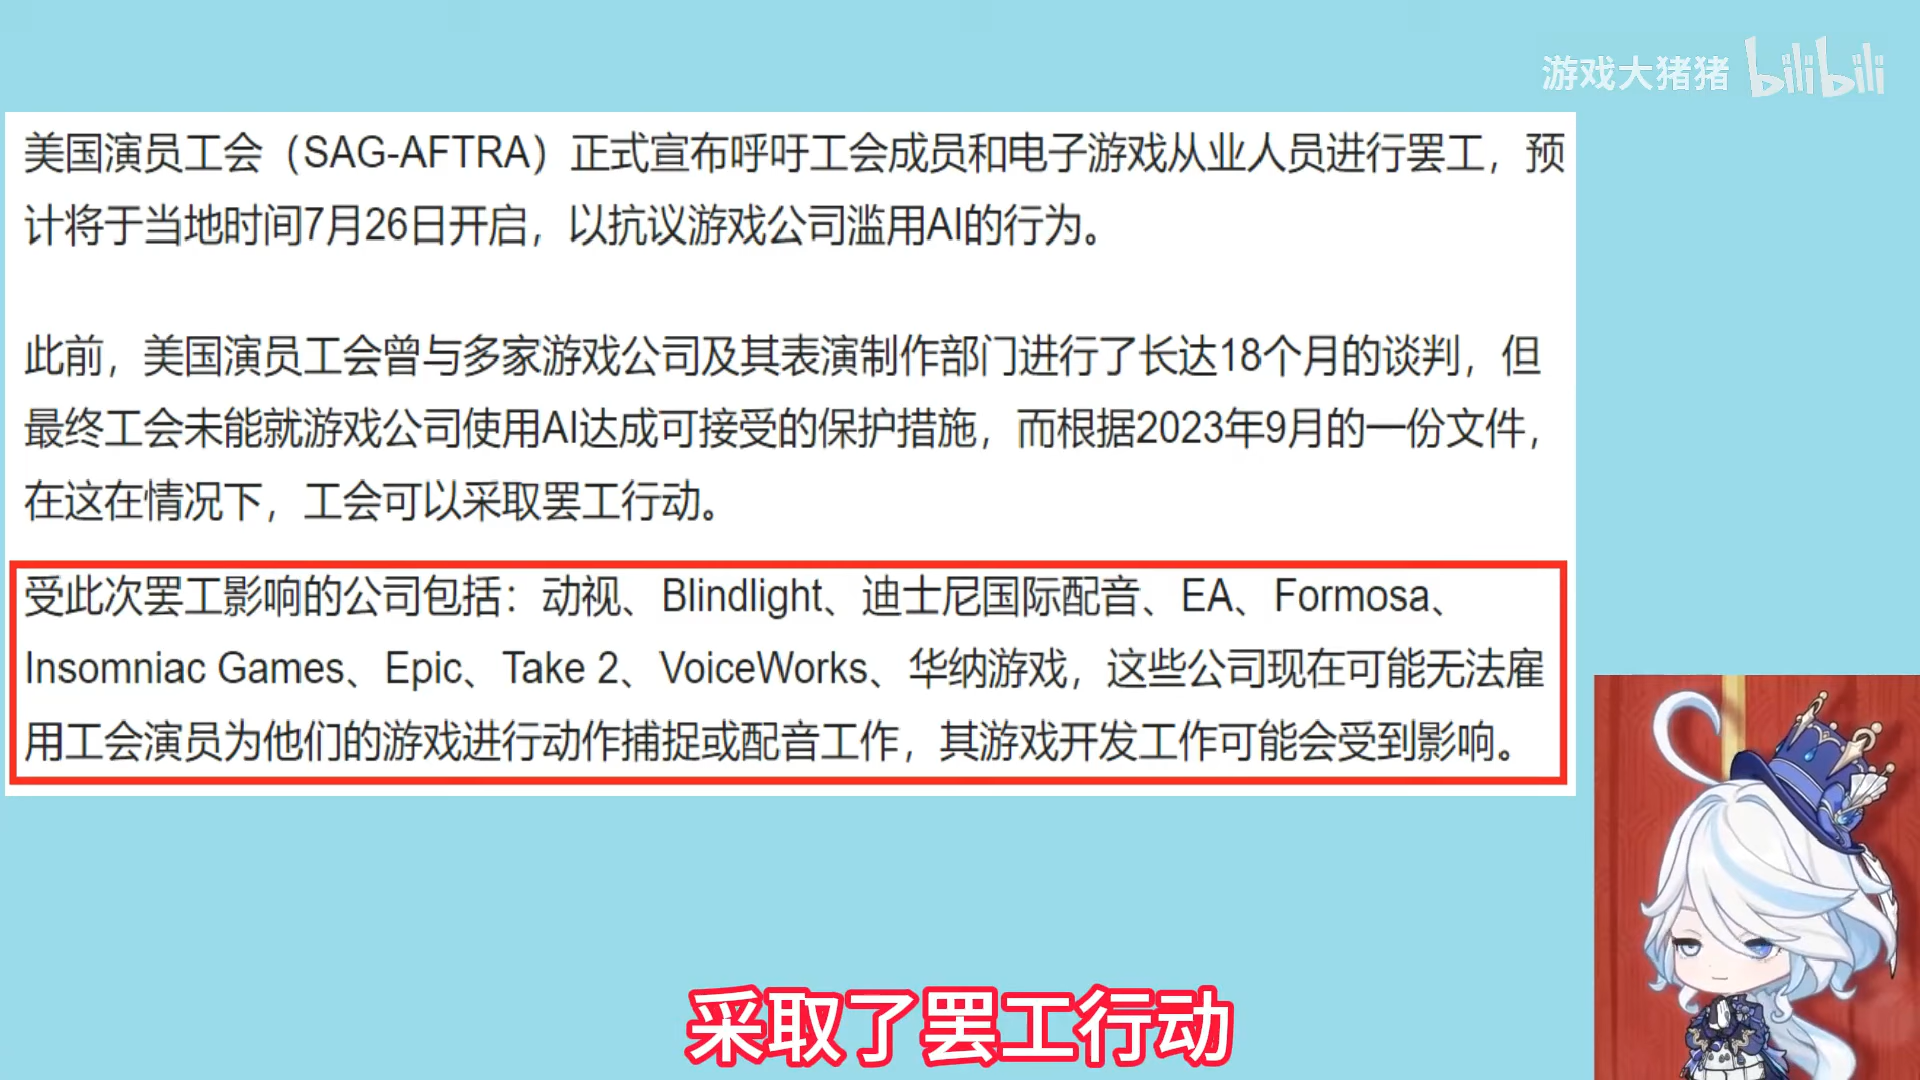 游戏大猪猪 bilibili
美国演员工会（SAG-AFTRA）正式宣布呼吁工会成员和电子游戏从业人员进行罢工，预
计将于当地时间7月26日开启，以抗议游戏公司滥用AI的行为。
此前，美国演员工会曾与多家游戏公司及其表演制作部门进行了长达18个月的谈判，但
最终工会未能就游戏公司使用AI达成可接受的保护措施，而根据2023年9月的一份文件，
在这在情况下，工会可以采取罢工行动。
受此次罢工影响的公司包括：动视、Blindlight、迪士尼国际配音、EA、Formosa、
Insomniac Games、Epic、Take 2、VoiceWorks、华纳游戏，这些公司现在可能无法雇
用工会演员为他们的游戏进行动作捕捉或配音工作，其游戏开发工作可能会受到影响。
采取了罢工行动